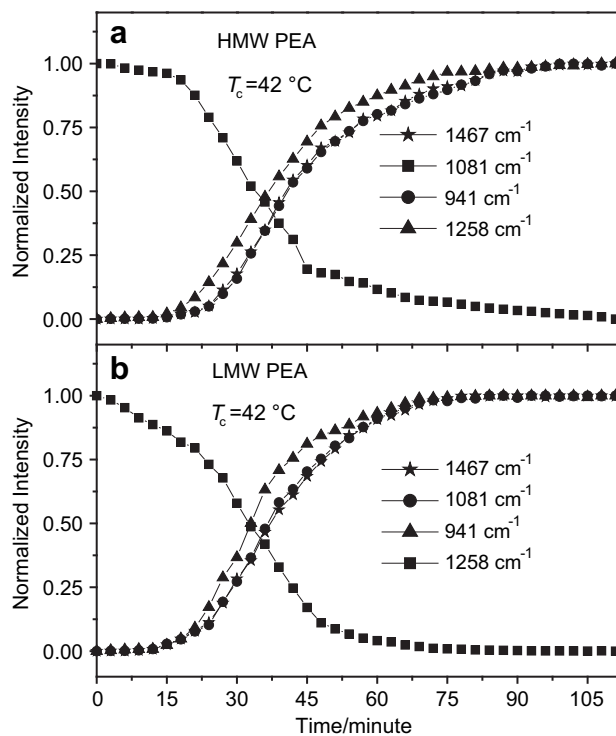 a
HMW PEA
T_c=42 °C
1467 cm⁻¹
1081 cm⁻¹
941 cm⁻¹
1258 cm⁻¹
Normalized Intensity
1.00
0.75
0.50
0.25
0.00
b
LMW PEA
T_c=42 °C
1467 cm⁻¹
1081 cm⁻¹
941 cm⁻¹
1258 cm⁻¹
Normalized Intensity
1.00
0.75
0.50
0.25
0.00
0 15 30 45 60 75 90 105
Time/minute